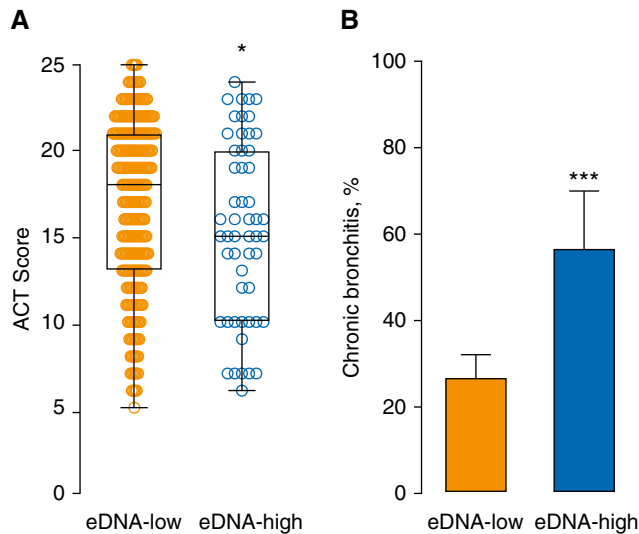 A
*
ACT Score
25
20
15
10
5
0
eDNA-low
eDNA-high
B
***
Chronic bronchitis, %
100
80
60
40
20
0
eDNA-low
eDNA-high